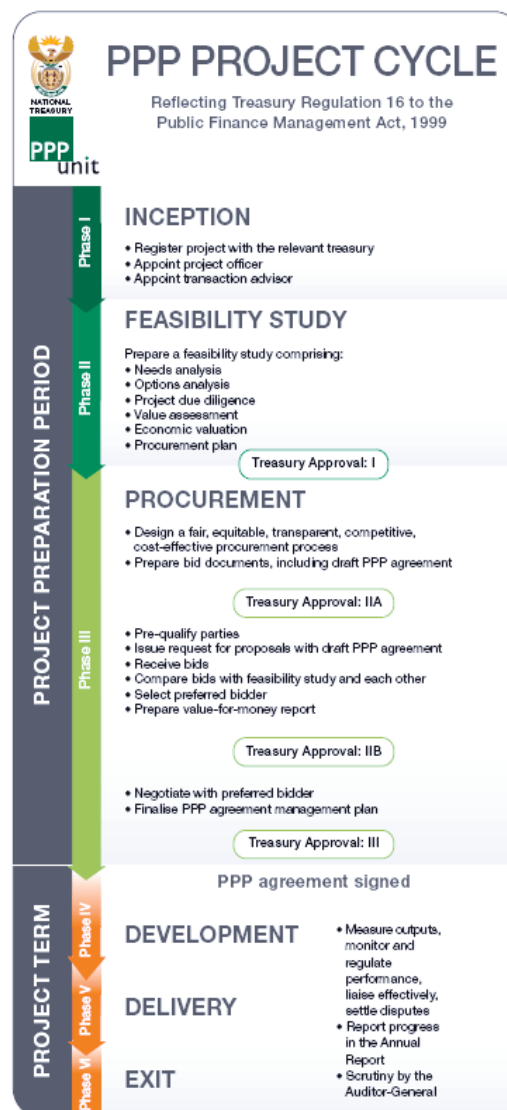 NATIONAL
TREASURY
PPP
unit
PPP PROJECT CYCLE
Reflecting Treasury Regulation 16 to the
Public Finance Management Act, 1999
PROJECT PREPARATION PERIOD
Phase I
INCEPTION
• Register project with the relevant treasury
• Appoint project officer
• Appoint transaction advisor
Phase II
FEASIBILITY STUDY
Prepare a feasibility study comprising:
• Needs analysis
• Options analysis
• Project due diligence
• Value assessment
• Economic valuation
• Procurement plan
Treasury Approval: I
Phase III
PROCUREMENT
• Design a fair, equitable, transparent, competitive,
cost-effective procurement process
• Prepare bid documents, including draft PPP agreement
Treasury Approval: IIA
• Pre-qualify parties
• Issue request for proposals with draft PPP agreement
• Receive bids
• Compare bids with feasibility study and each other
• Select preferred bidder
• Prepare value-for-money report
Treasury Approval: IIB
• Negotiate with preferred bidder
• Finalise PPP agreement management plan
Treasury Approval: III
PPP agreement signed
PROJECT TERM
Phase IV
DEVELOPMENT
Phase V
DELIVERY
Phase VI
EXIT
• Measure outputs,
monitor and
regulate
performance,
liaise effectively,
settle disputes
• Report progress
in the Annual
Report
• Scrutiny by the
Auditor-General